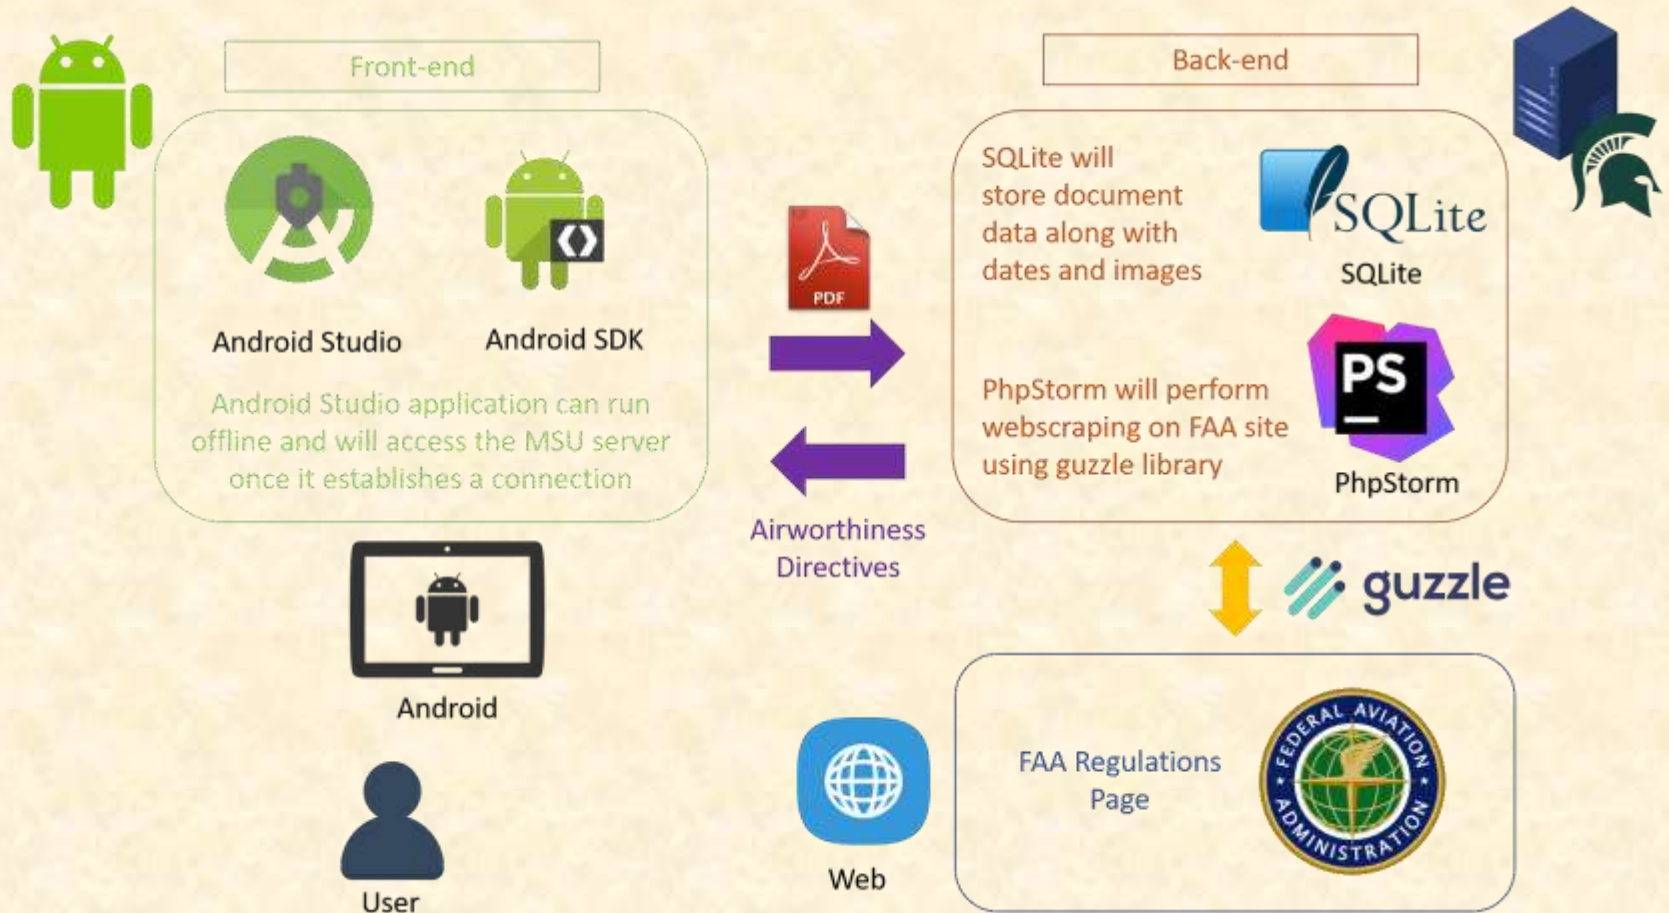 Front-end
Android Studio
Android SDK
Android Studio application can run
offline and will access the MSU server
once it establishes a connection
Android
User
PDF
Airworthiness
Directives
Back-end
SQLite will
store document
data along with
dates and images
SQLite
SQLite
PhpStorm will perform
webscraping on FAA site
using guzzle library
PS
PhpStorm
guzzle
Web
FAA Regulations
Page
FEDERAL AVIATION
ADMINISTRATION